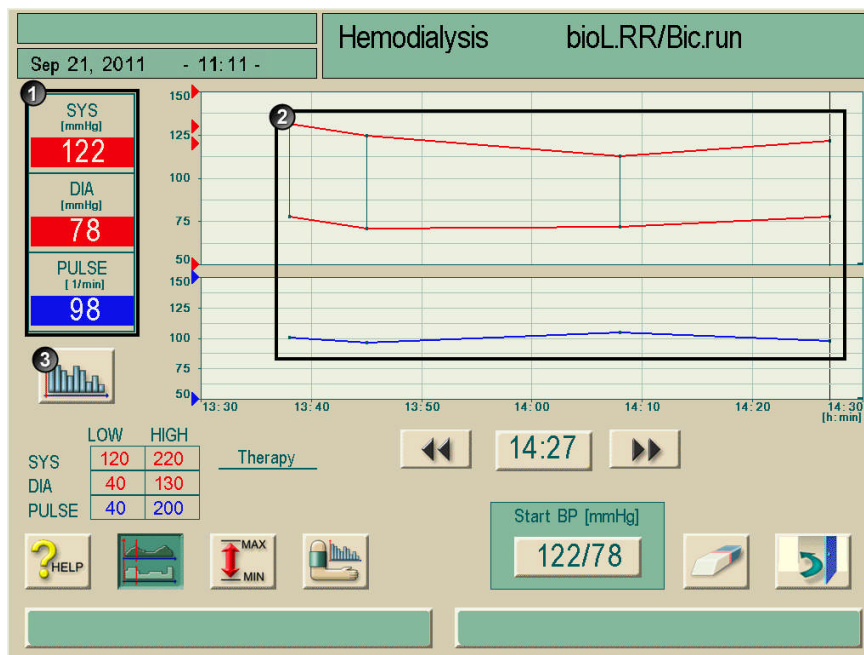 Hemodialysis bioL.RR/Bic.run
Sep 21, 2011 - 11:11 -
1
SYS
[mmHg]
122
DIA
[mmHg]
78
PULSE
[ 1/min]
98
3
2
150
125
100
75
50
150
125
100
75
50
13:30 13:40 13:50 14:00 14:10 14:20 14:30
[h:min]
LOW HIGH
SYS 120 220
DIA 40 130
PULSE 40 200
Therapy
14:27
Start BP [mmHg]
122/78
HELP
MAX
MIN